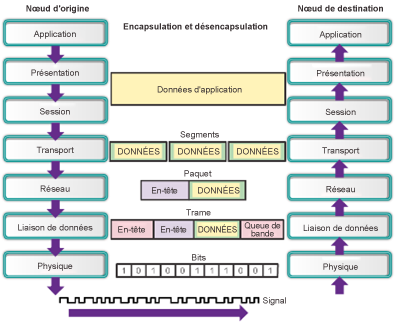 Nœud d'origine
Encapsulation et désencapsulation
Nœud de destination
Application
Application
Présentation
Données d'application
Présentation
Session
Session
Segments
Transport
DONNÉES
DONNÉES
DONNÉES
Transport
Paquet
Réseau
En-tête
DONNÉES
Réseau
Trame
Liaison de données
En-tête
En-tête
DONNÉES
Queue de
bande
Liaison de données
Bits
Physique
1 0 1 0 0 1 1 1 0 0 1
Physique
Signal